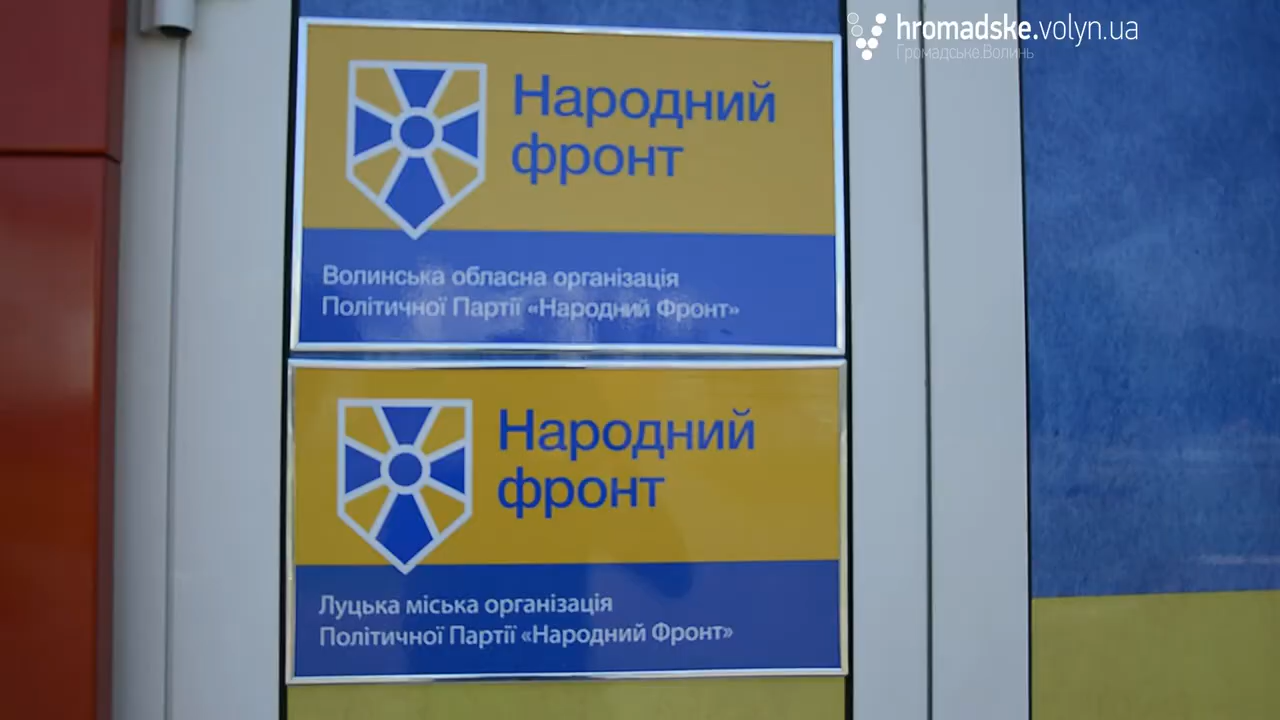 hromadske.volyn.ua
Громадське.Волинь
Народний
фронт
Волинська обласна організація
Політичної Партії «Народний Фронт»
Народний
фронт
Луцька міська організація
Політичної Партії «Народний Фронт»